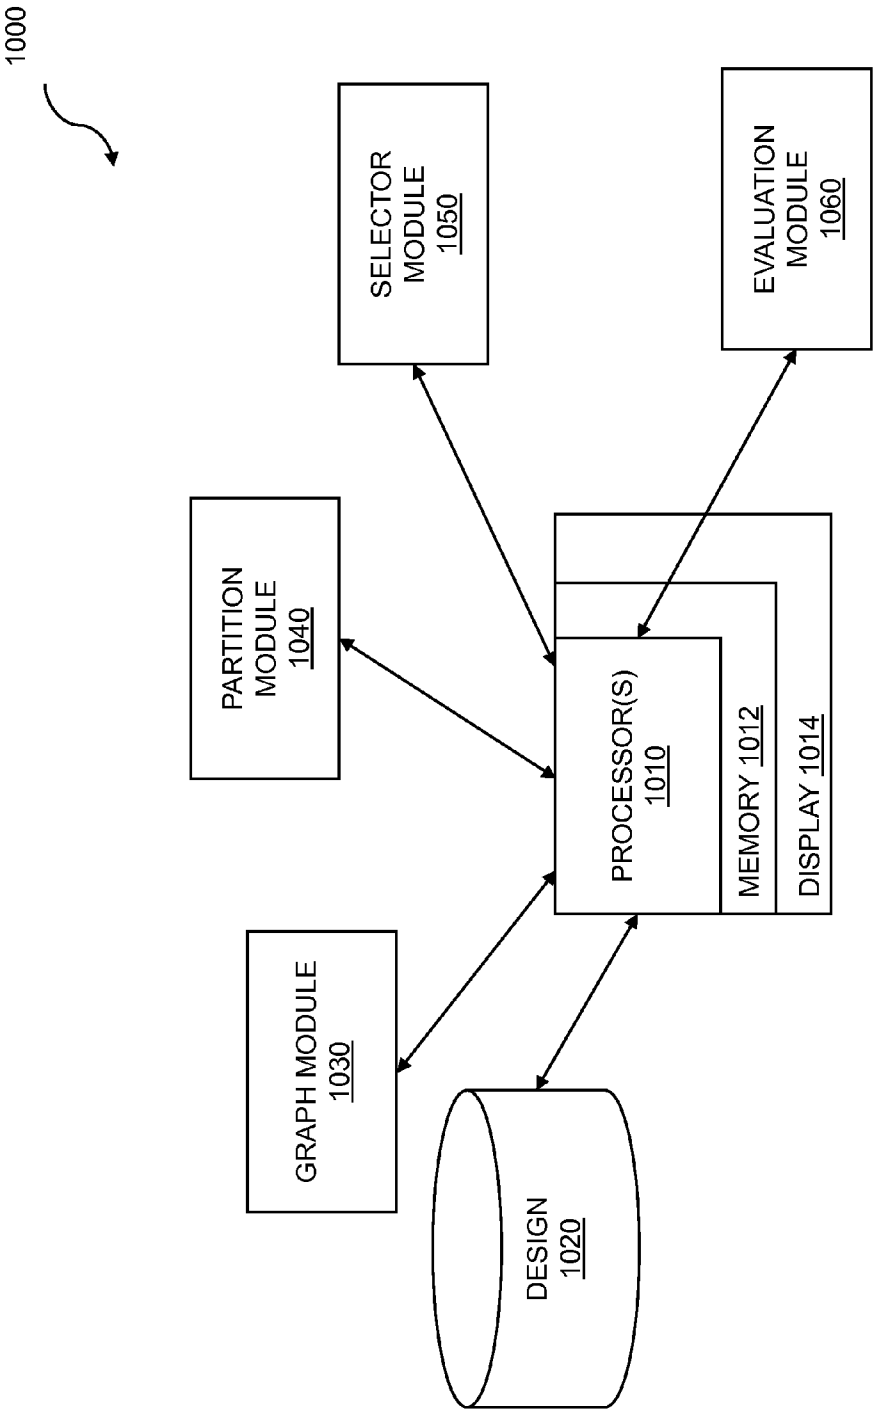 1000
DESIGN
1020
GRAPH MODULE
1030
PARTITION
MODULE
1040
SELECTOR
MODULE
1050
EVALUATION
MODULE
1060
PROCESSOR(S)
1010
MEMORY 1012
DISPLAY 1014